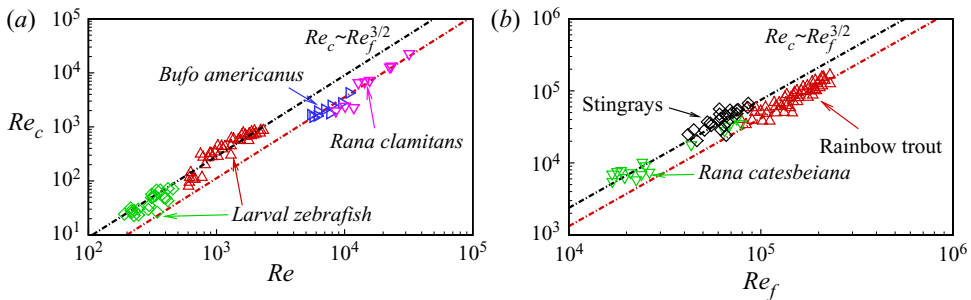 (a)
10^5
10^4
10^3
10^2
10^1
Re_c
Re_c~Re_f^{3/2}
Bufo americanus
Rana clamitans
Larval zebrafish
10^2
10^3
10^4
10^5
Re
(b)
10^6
10^5
10^4
10^3
Re_c~Re_f^{3/2}
Stingrays
Rainbow trout
Rana catesbeiana
10^4
10^5
10^6
Re_f